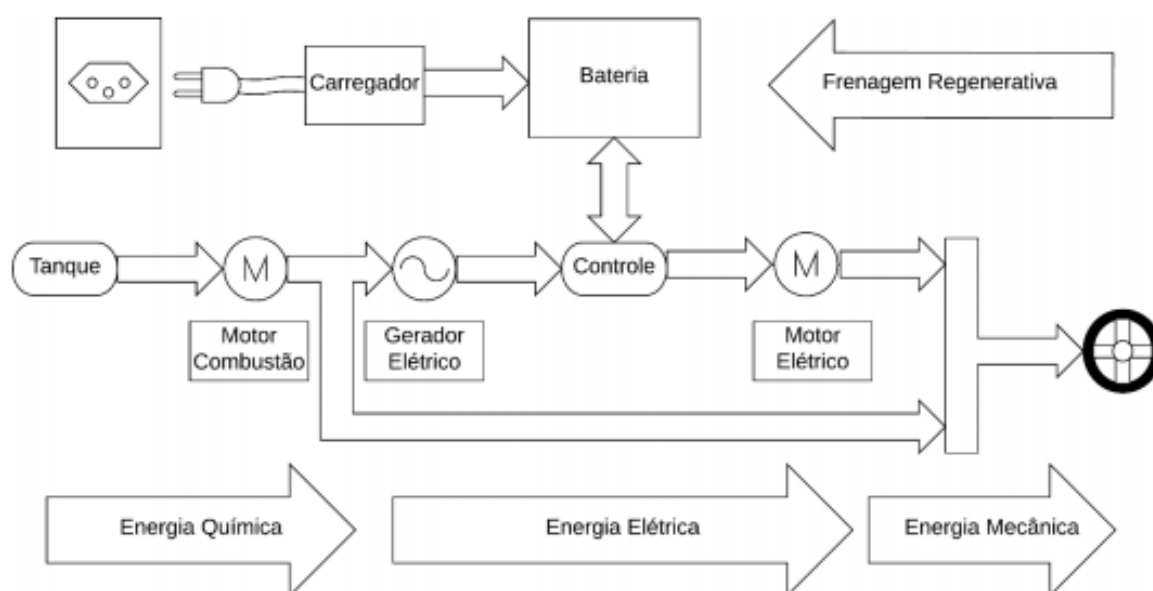 Carregador
Bateria
Frenagem Regenerativa
Tanque
M
Controle
M
Motor
Combustão
Gerador
Elétrico
Motor
Elétrico
Energia Química
Energia Elétrica
Energia Mecânica